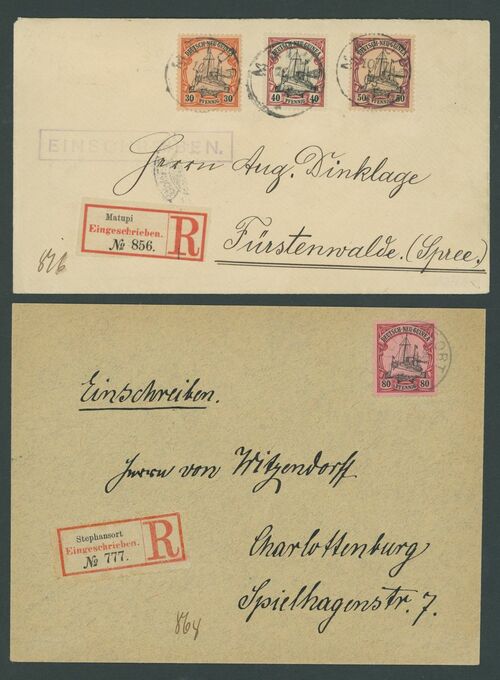 DEUTSCH-NEU-GUINEA
30 PFENNIG 30
DEUTSCH-NEU-GUINEA
40 PFENNIG 40
DEUTSCH-NEU-GUINEA
50 PFENNIG 50
EINSCHREIBEN.
Herrn Aug. Dinklage
Matupi
Eingeschrieben.
№ 856.
R
Fürstenwalde. (Spree.)
826
DEUTSCH-NEU-GUINEA
80 PFENNIG 80
ORT
Einschreiben.
Herrn von Witzendorff
Stephansort
Eingeschrieben.
№ 777.
R
Charlottenburg
Spielhagenstr. 7.
864